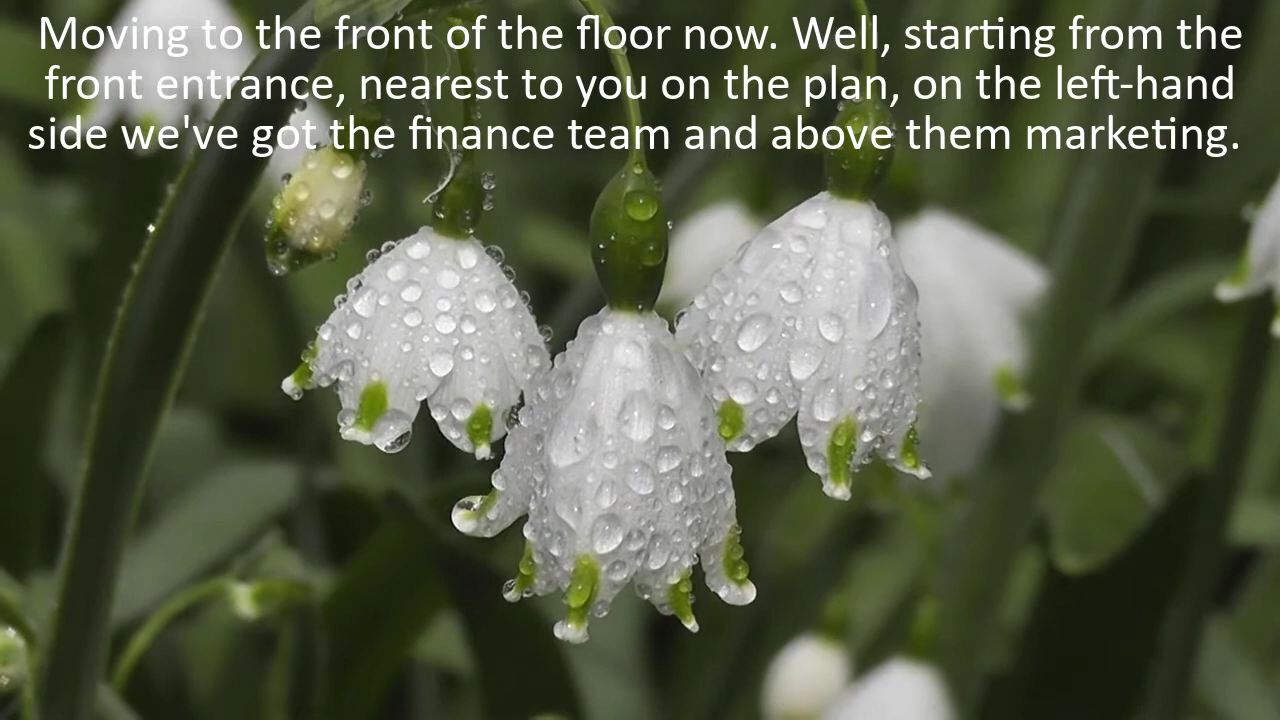 Moving to the front of the floor now. Well, starting from the
front entrance, nearest to you on the plan, on the left-hand
side we've got the finance team and above them marketing.